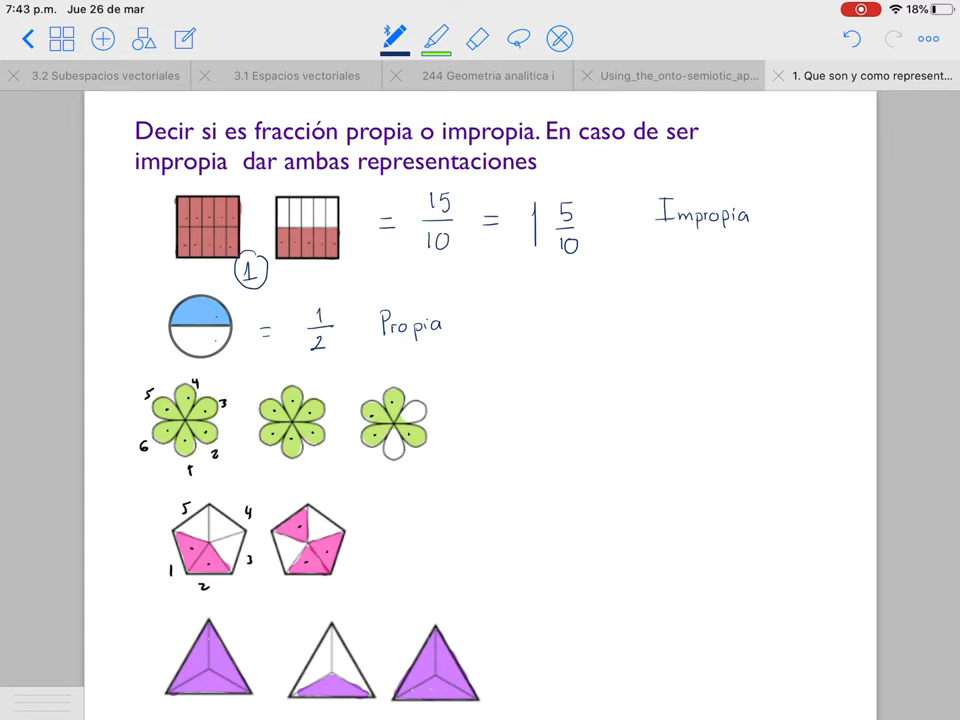 7:43 p.m. Jue 26 de mar 18%
3.2 Subespacios vectoriales 3.1 Espacios vectoriales 244 Geometria analitica i Using_the_onto-semiotic_ap... 1. Que son y como represent...
Decir si es fracción propia o impropia. En caso de ser
impropia dar ambas representaciones
= 15/10 = 1 5/10 Impropia
1
= 1/2 Propia
4
5 3
6 2
1
5 4
1 3
2